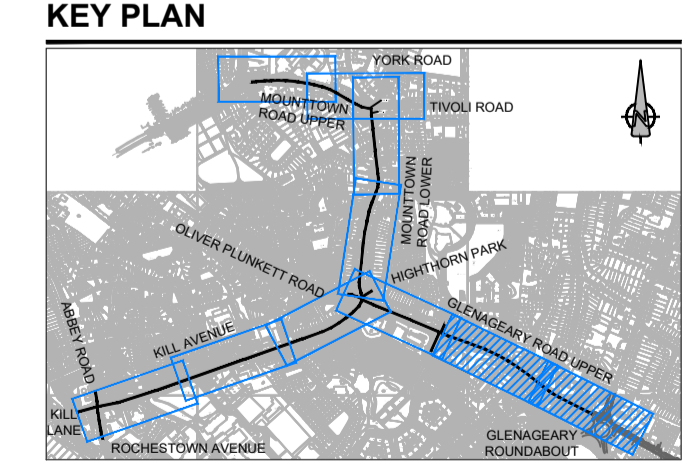 KEY PLAN
YORK ROAD
MOUNTTOWN
ROAD UPPER
TIVOLI ROAD
N
MOUNTTOWN
ROAD LOWER
OLIVER PLUNKETT ROAD
HIGHTHORN PARK
ABBEY ROAD
KILL AVENUE
GLENAGEARY ROAD UPPER
KILL
LANE
ROCHESTOWN AVENUE
GLENAGEARY
ROUNDABOUT